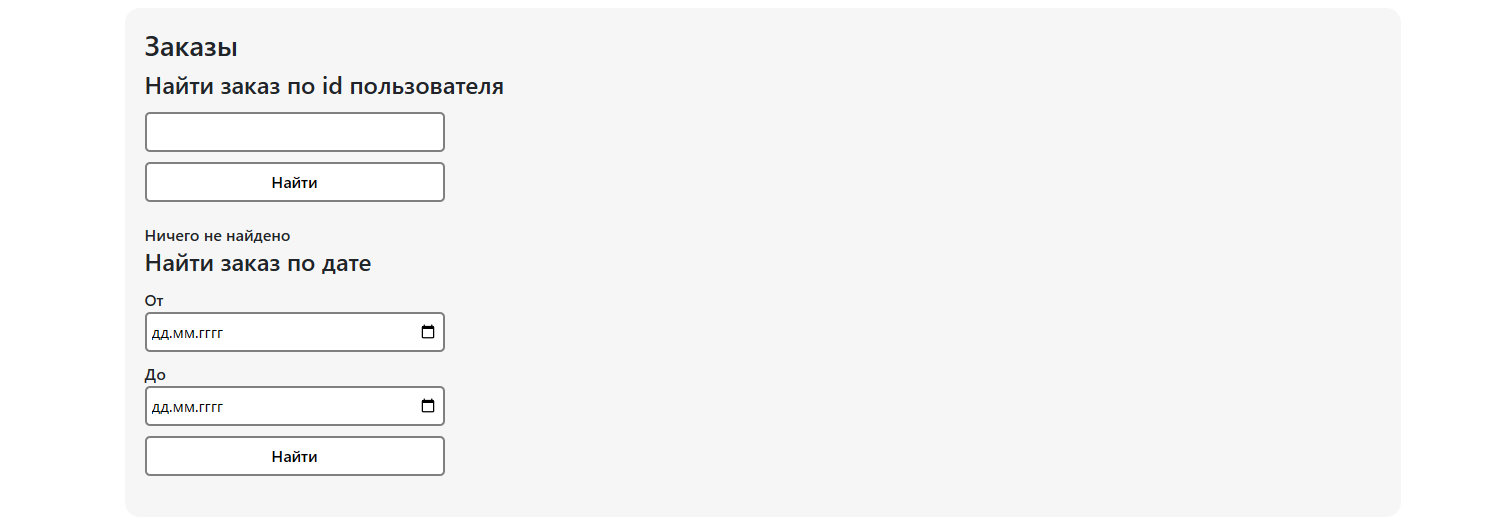 Заказы
Найти заказ по id пользователя
Найти
Ничего не найдено
Найти заказ по дате
От
дд.мм.гггг
До
дд.мм.гггг
Найти